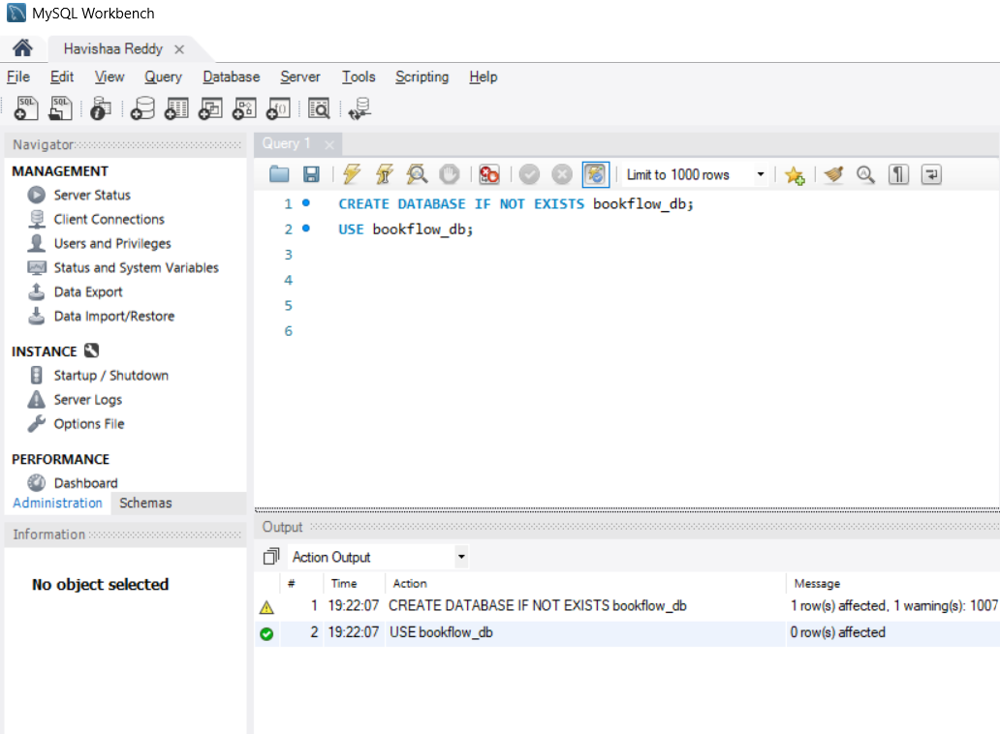 MySQL Workbench
Havishaa Reddy
File Edit View Query Database Server Tools Scripting Help
SQL SQL
Navigator
MANAGEMENT
Server Status
Client Connections
Users and Privileges
Status and System Variables
Data Export
Data Import/Restore
INSTANCE
Startup / Shutdown
Server Logs
Options File
PERFORMANCE
Dashboard
Administration Schemas
Information
No object selected
Query 1
Limit to 1000 rows
1 CREATE DATABASE IF NOT EXISTS bookflow_db;
2 USE bookflow_db;
3
4
5
6
Output
Action Output
# Time Action Message
1 19:22:07 CREATE DATABASE IF NOT EXISTS bookflow_db 1 row(s) affected, 1 warning(s): 1007
2 19:22:07 USE bookflow_db 0 row(s) affected